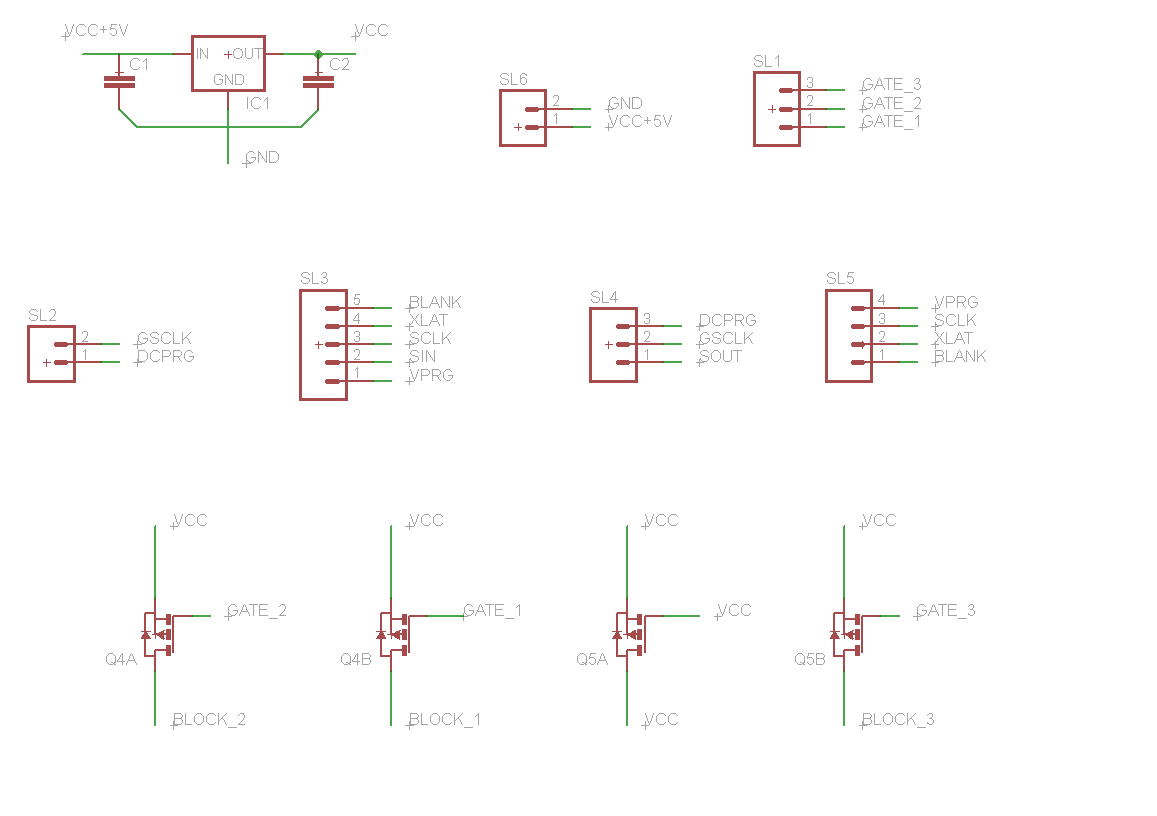 VCC+5V
VCC
IN
OUT
GND
C1
C2
IC1
GND
SL6
2
GND
1
VCC+5V
SL1
3
GATE_3
2
GATE_2
1
GATE_1
SL2
2
GSCLK
1
DCPRG
SL3
5
BLANK
4
XLAT
3
SCLK
2
SIN
1
VPRG
SL4
3
DCPRG
2
GSCLK
1
SOUT
SL5
4
VPRG
3
SCLK
2
XLAT
1
BLANK
VCC
GATE_2
Q4A
BLOCK_2
VCC
GATE_1
Q4B
BLOCK_1
VCC
VCC
Q5A
VCC
VCC
GATE_3
Q5B
BLOCK_3